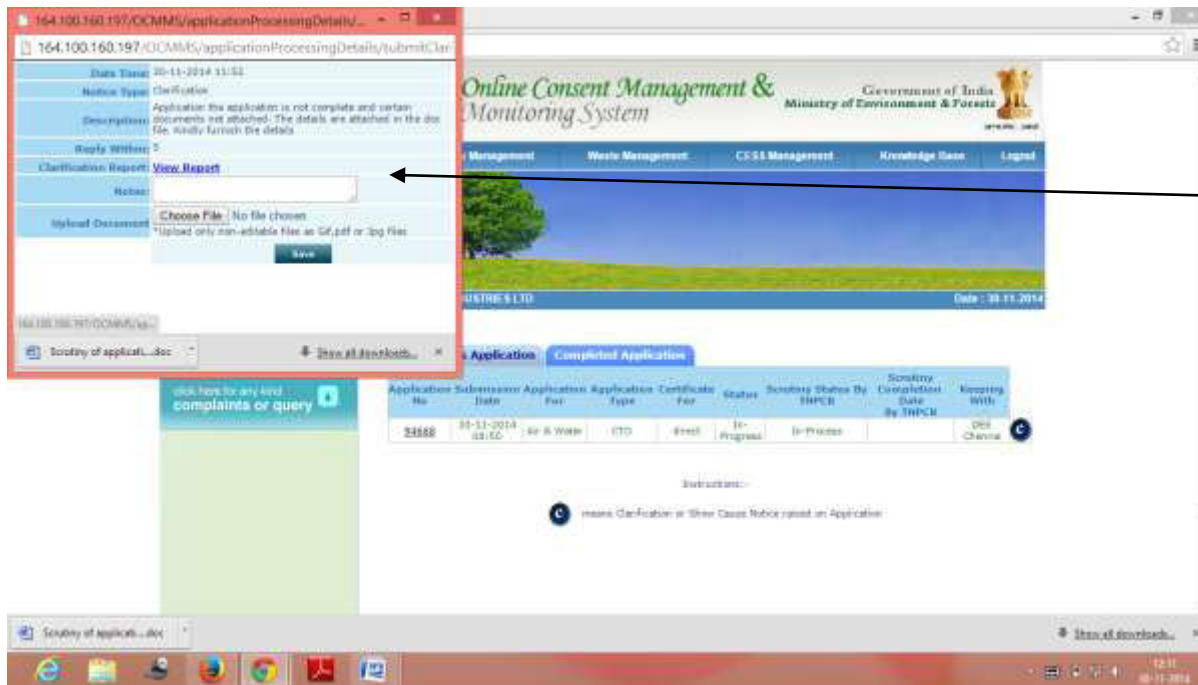 164.100.160.197/OCMMS/applicationProcessingDetails/...
164.100.160.197/OCMMS/applicationProcessingDetails/submitClar
Date Time: 30-11-2014 11:52
Notice Type: Clarification
Description: Application the application is not complete and certain
documents not attached. The details are attached in the doc
file. Kindly furnish the details
Reply Within: 5
Clarification Report: View Report
Notes:
Upload Document Choose File No file chosen
*Upload only non-editable files as Gif,pdf or Jpg Files
Save
Scrutiny of applicati....doc
Show all downloads...
Online Consent Management &
Monitoring System
Government of India
Ministry of Environment & Forests
Management Waste Management CESS Management Knowledge Base Logout
USTRIES LTD Date : 30-11-2014
click here for any kind
complaints or query
Application Completed Application
Application No Submission Date Application For Application Type Certificate For Status Scrutiny Status By TNPCB Scrutiny Completion Date By TNPCB Keeping With
Air & Water CTO In-Progress In-Process DEE Chennai C
Instructions:-
C means Clarification or Show Cause Notice raised on Application
Scrutiny of applicati....doc
Show all downloads...
12:11
30-11-2014